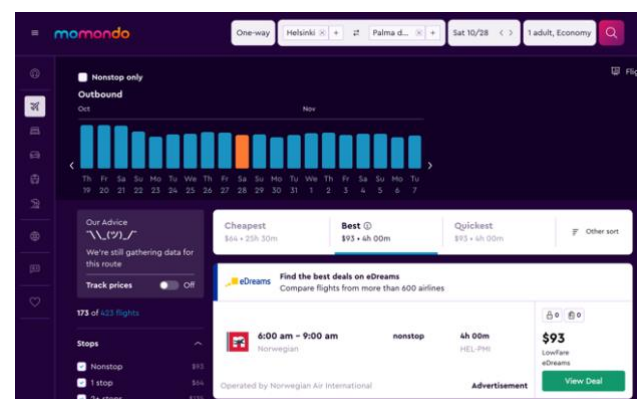 momondo
One-way
Helsinki
Palma d...
Sat 10/28
1 adult, Economy
Nonstop only
Flig
Outbound
Oct
Nov
Th Fr Sa Su Mo Tu We Th Fr Sa Su Mo Tu We Th Fr Sa Su Mo Tu
19 20 21 22 23 24 25 26 27 28 29 30 31 1 2 3 4 5 6 7
Our Advice
¯\_(ツ)_/¯
We're still gathering data for
this route
Track prices Off
173 of 423 flights
Stops
Nonstop $93
1 stop $64
2+ stops
Cheapest
$64 • 25h 30m
Best
$93 • 4h 00m
Quickest
$93 • 4h 00m
Other sort
eDreams
Find the best deals on eDreams
Compare flights from more than 600 airlines
6:00 am – 9:00 am nonstop 4h 00m
Norwegian HEL-PMI
Operated by Norwegian Air International Advertisement
0 0
$93
LowFare
eDreams
View Deal